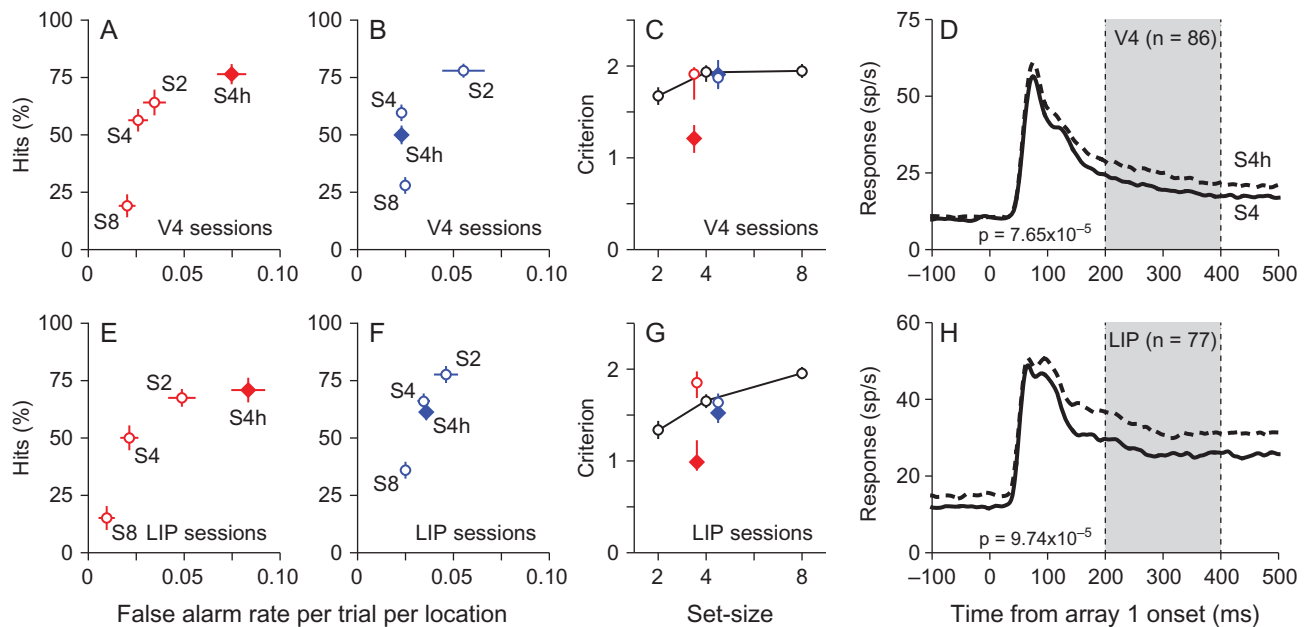 A
Hits (%)
100
75
50
25
0
S2
S4h
S4
S8
V4 sessions
0
0.05
0.10
B
100
75
50
25
0
S2
S4
S4h
S8
V4 sessions
0
0.05
0.10
C
Criterion
2
1
0
V4 sessions
2
4
8
D
Response (sp/s)
75
50
25
0
V4 (n = 86)
S4h
S4
p = 7.65x10⁻⁵
–100
0
100
200
300
400
500
E
Hits (%)
100
75
50
25
0
S2
S4h
S4
S8
LIP sessions
0
0.05
0.10
F
100
75
50
25
0
S2
S4
S4h
S8
LIP sessions
0
0.05
0.10
G
Criterion
2
1
0
LIP sessions
2
4
8
H
Response (sp/s)
60
40
20
0
LIP (n = 77)
p = 9.74x10⁻⁵
–100
0
100
200
300
400
500
False alarm rate per trial per location
Set-size
Time from array 1 onset (ms)